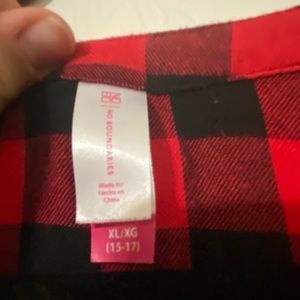 NO
BO
NO BOUNDARIES
Made in/
Hecho en
China
XL/XG
(15-17)